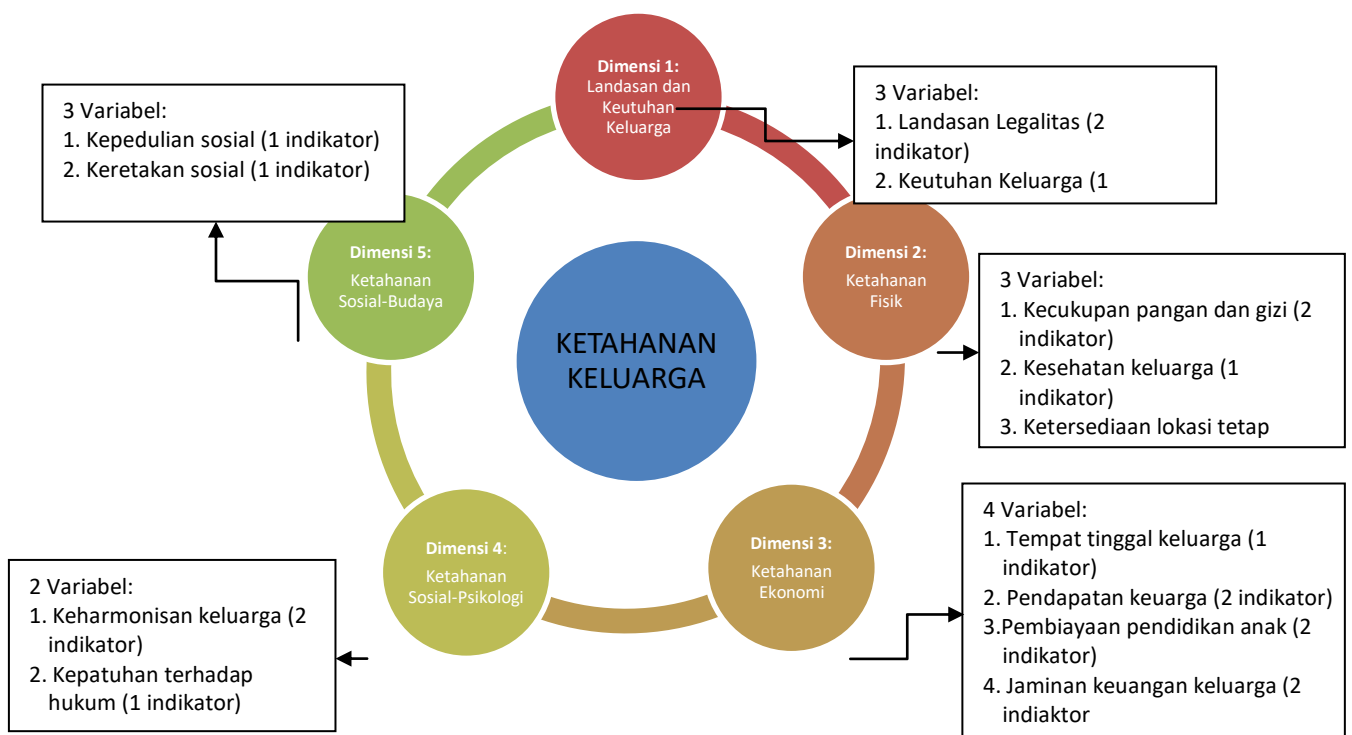 Dimensi 1:
Landasan dan
Keutuhan
Keluarga
3 Variabel:
1. Landasan Legalitas (2
indikator)
2. Keutuhan Keluarga (1
Dimensi 2:
Ketahanan
Fisik
3 Variabel:
1. Kecukupan pangan dan gizi (2
indikator)
2. Kesehatan keluarga (1
indikator)
3. Ketersediaan lokasi tetap
Dimensi 3:
Ketahanan
Ekonomi
4 Variabel:
1. Tempat tinggal keluarga (1
indikator)
2. Pendapatan keuarga (2 indikator)
3.Pembiayaan pendidikan anak (2
indikator)
4. Jaminan keuangan keluarga (2
indiaktor
Dimensi 4:
Ketahanan
Sosial-Psikologi
2 Variabel:
1. Keharmonisan keluarga (2
indikator)
2. Kepatuhan terhadap
hukum (1 indikator)
Dimensi 5:
Ketahanan
Sosial-Budaya
3 Variabel:
1. Kepedulian sosial (1 indikator)
2. Keretakan sosial (1 indikator)
KETAHANAN
KELUARGA